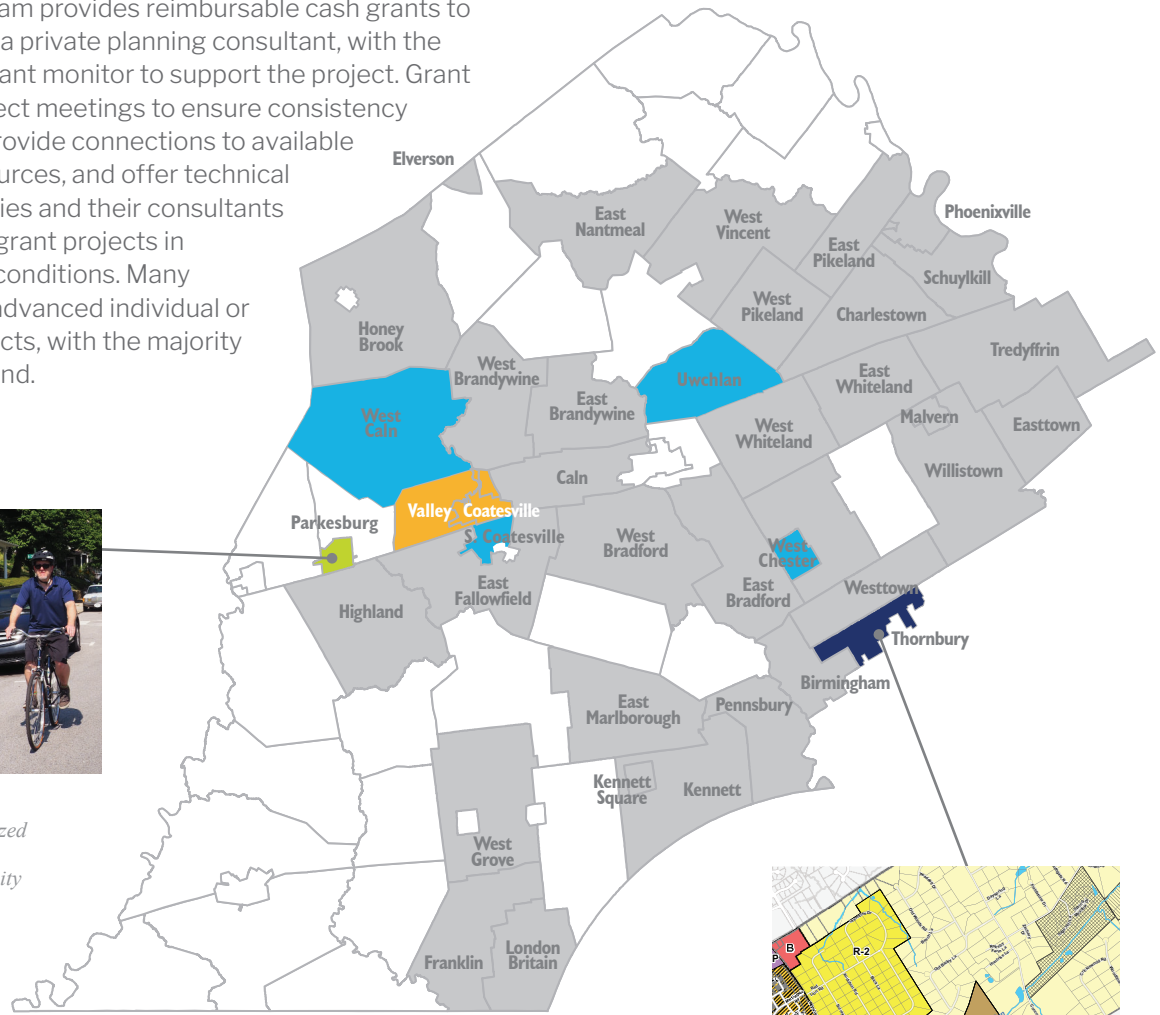 am provides reimbursable cash grants to
a private planning consultant, with the
ant monitor to support the project. Grant
ect meetings to ensure consistency
rovide connections to available
urces, and offer technical
ies and their consultants
grant projects in
conditions. Many
advanced individual or
cts, with the majority
nd.
Elverson
East
Nantmeal
West
Vincent
Phoenixville
East
Pikeland
Schuylkill
West
Pikeland
Charlestown
Honey
Brook
Tredyffrin
West
Brandywine
Uwchlan
East
Whiteland
East
Brandywine
West
Caln
Malvern
West
Whiteland
Easttown
Willistown
Caln
Valley
Coatesville
Parkesburg
S. Coatesville
West
Bradford
West
Chester
East
Fallowfield
East
Bradford
Westtown
Highland
Thornbury
Birmingham
East
Marlborough
Pennsbury
Kennett
Square
Kennett
zed
ity
West
Grove
London
Britain
Franklin
B
P
R-2